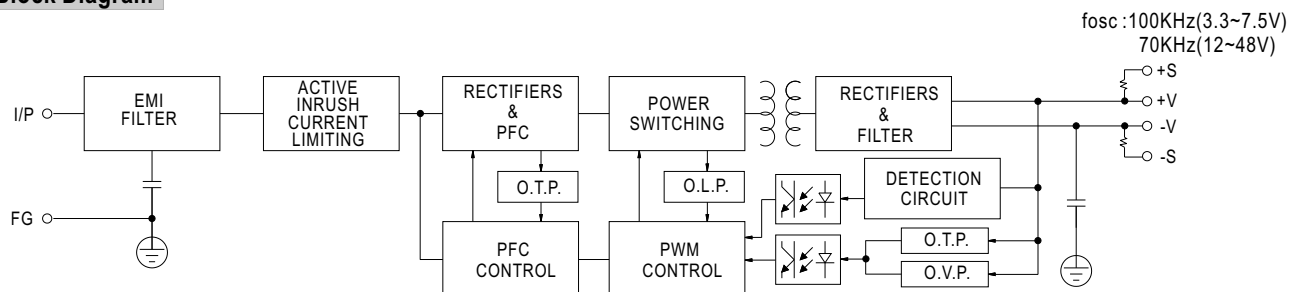 Block Diagram
fosc :100KHz(3.3~7.5V)
70KHz(12~48V)
I/P
EMI
FILTER
ACTIVE
INRUSH
CURRENT
LIMITING
RECTIFIERS
&
PFC
POWER
SWITCHING
RECTIFIERS
&
FILTER
+S
+V
-V
-S
O.T.P.
O.L.P.
DETECTION
CIRCUIT
FG
PFC
CONTROL
PWM
CONTROL
O.T.P.
O.V.P.